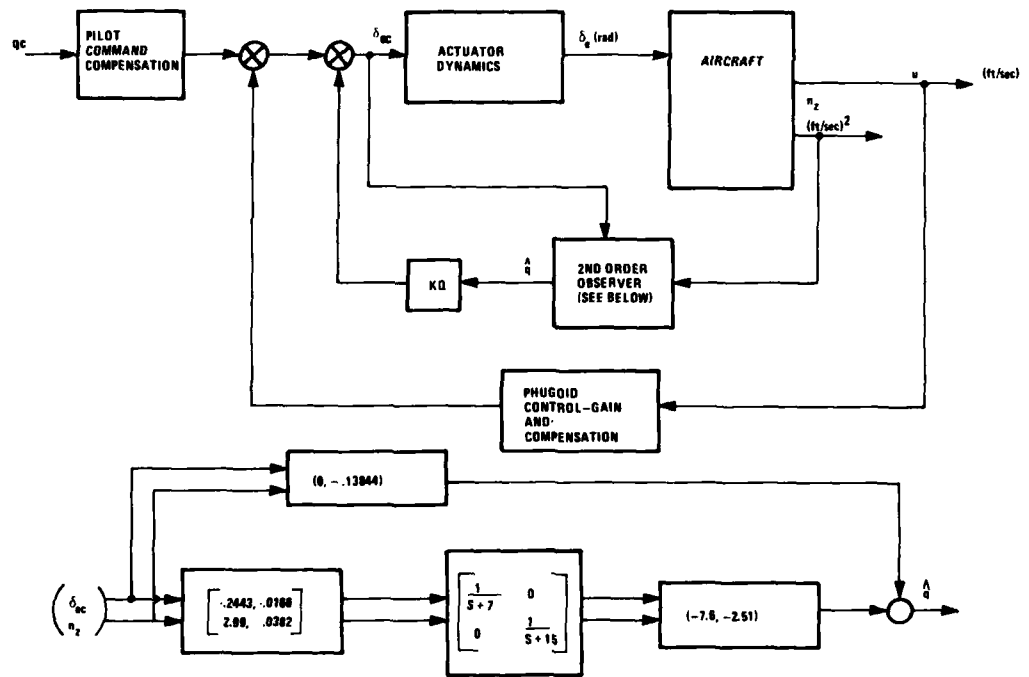 qc
PILOT
COMMAND
COMPENSATION
δec
ACTUATOR
DYNAMICS
δe (rad)
AIRCRAFT
u
(ft/sec)
nz
(ft/sec)²
KQ
^
q
2ND ORDER
OBSERVER
(SEE BELOW)
PHUGOID
CONTROL-GAIN
AND
COMPENSATION
(0, -.13844)
δec
nz
-.2443, -.0166
2.99, .0382
1
S+7
0
0
1
S+15
(-7.6, -2.51)
^
q